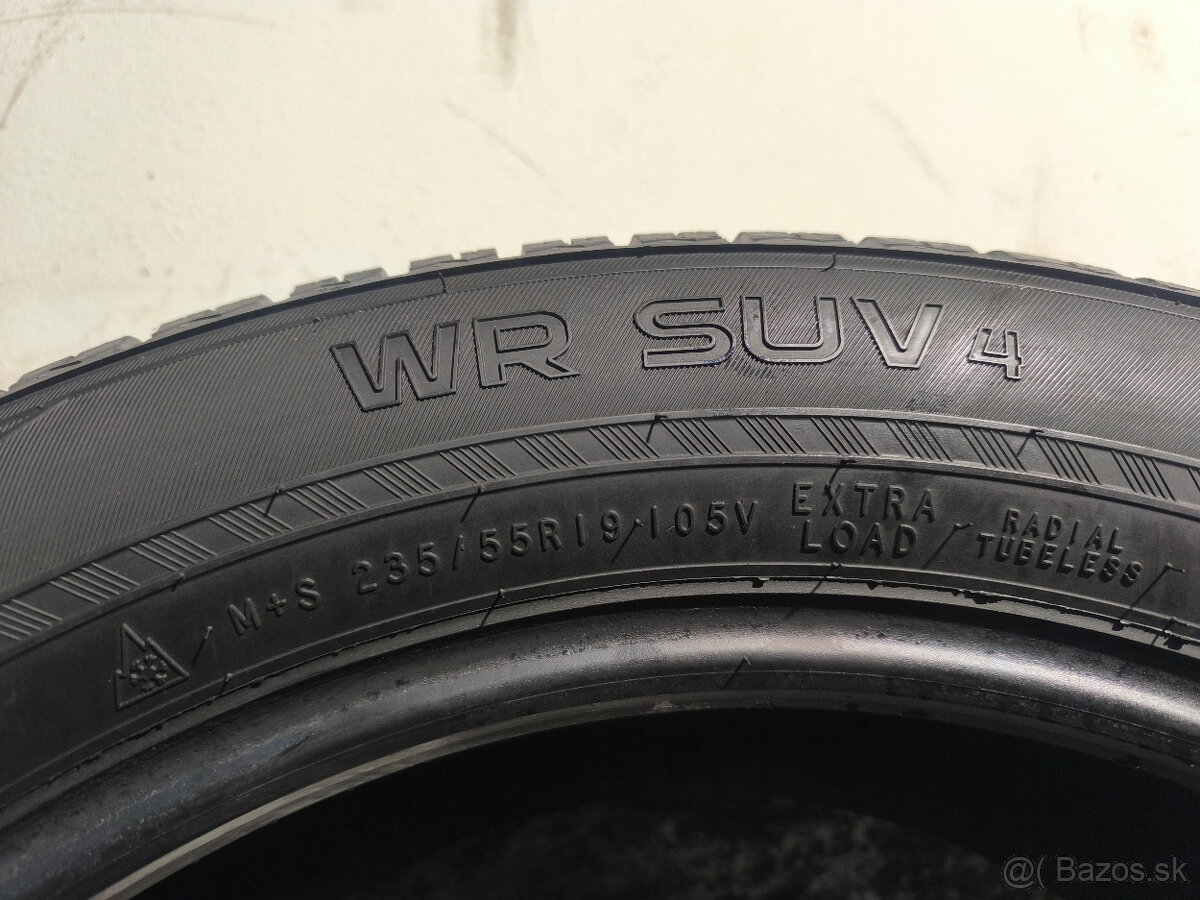 WR SUV 4
M+S 235/55R19 105V EXTRA LOAD RADIAL TUBELESS
@( Bazos.sk